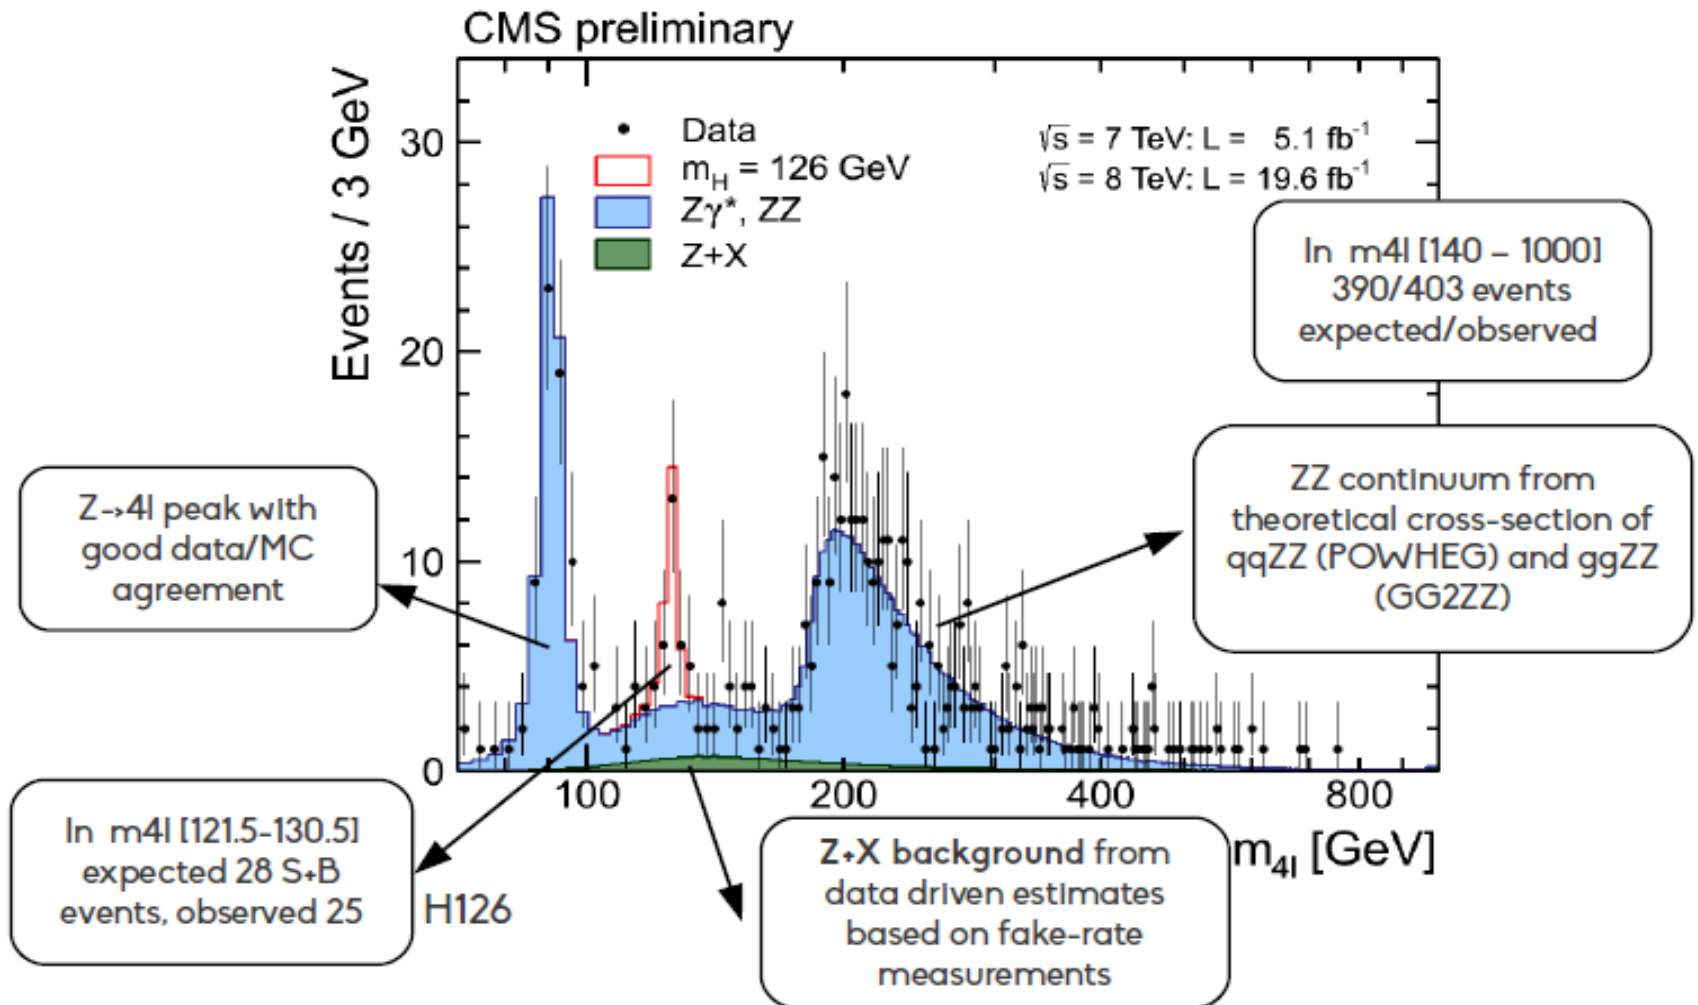 CMS preliminary
Events / 3 GeV
30
20
10
0
Data
m_H = 126 GeV
Zγ*, ZZ
Z+X
√s = 7 TeV: L = 5.1 fb⁻¹
√s = 8 TeV: L = 19.6 fb⁻¹
In m4l [140 – 1000]
390/403 events
expected/observed
Z->4l peak with
good data/MC
agreement
ZZ continuum from
theoretical cross-section of
qqZZ (POWHEG) and ggZZ
(GG2ZZ)
100
200
400
800
m_4l [GeV]
In m4l [121.5-130.5]
expected 28 S+B
events, observed 25
H126
Z+X background from
data driven estimates
based on fake-rate
measurements